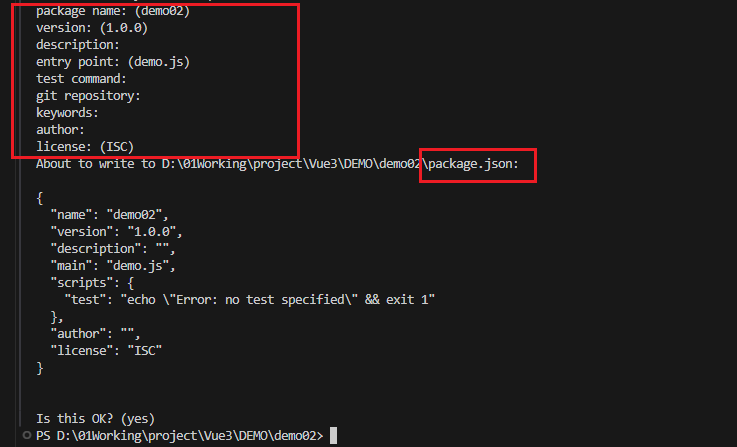 package name: (demo02)
version: (1.0.0)
description:
entry point: (demo.js)
test command:
git repository:
keywords:
author:
license: (ISC)
About to write to D:\01Working\project\Vue3\DEMO\demo02\package.json:
{
"name": "demo02",
"version": "1.0.0",
"description": "",
"main": "demo.js",
"scripts": {
"test": "echo \"Error: no test specified\" && exit 1"
},
"author": "",
"license": "ISC"
}
Is this OK? (yes)
PS D:\01Working\project\Vue3\DEMO\demo02>